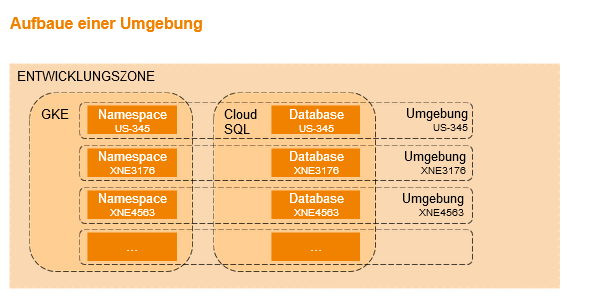 Aufbaue einer Umgebung
ENTWICKLUNGSZONE
GKE
Namespace
US-345
Cloud
SQL
Database
US-345
Umgebung
US-345
Namespace
XNE3176
Database
XNE3176
Umgebung
XNE3176
Namespace
XNE4563
Database
XNE4563
Umgebung
XNE4563
...
...